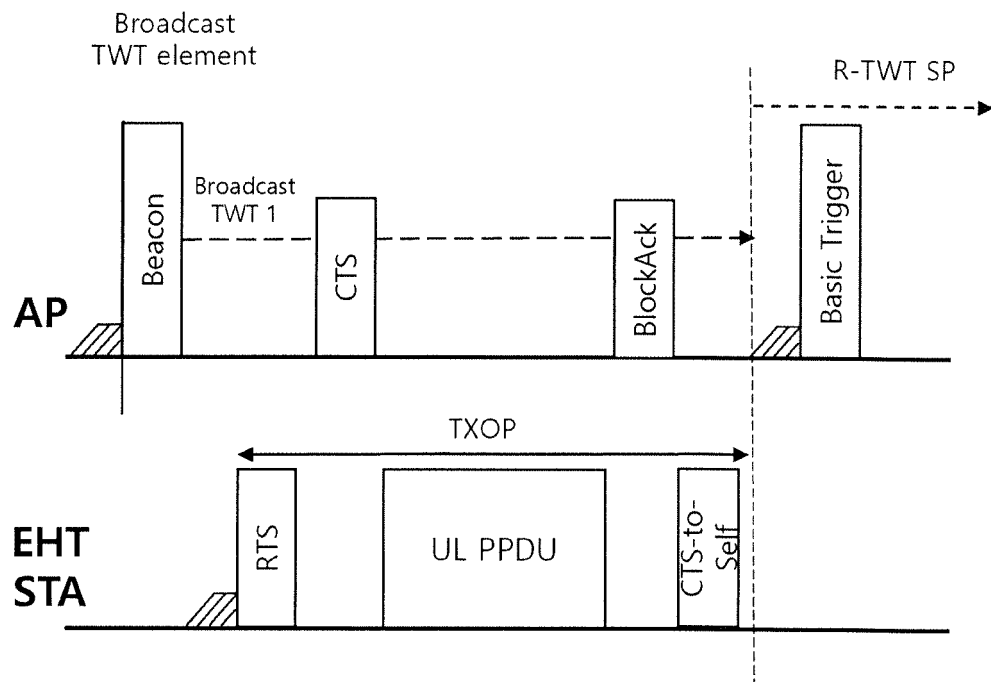 Broadcast
TWT element
R-TWT SP
Beacon
Broadcast
TWT 1
CTS
BlockAck
Basic Trigger
AP
TXOP
EHT
STA
RTS
UL PPDU
CTS-to-
Self